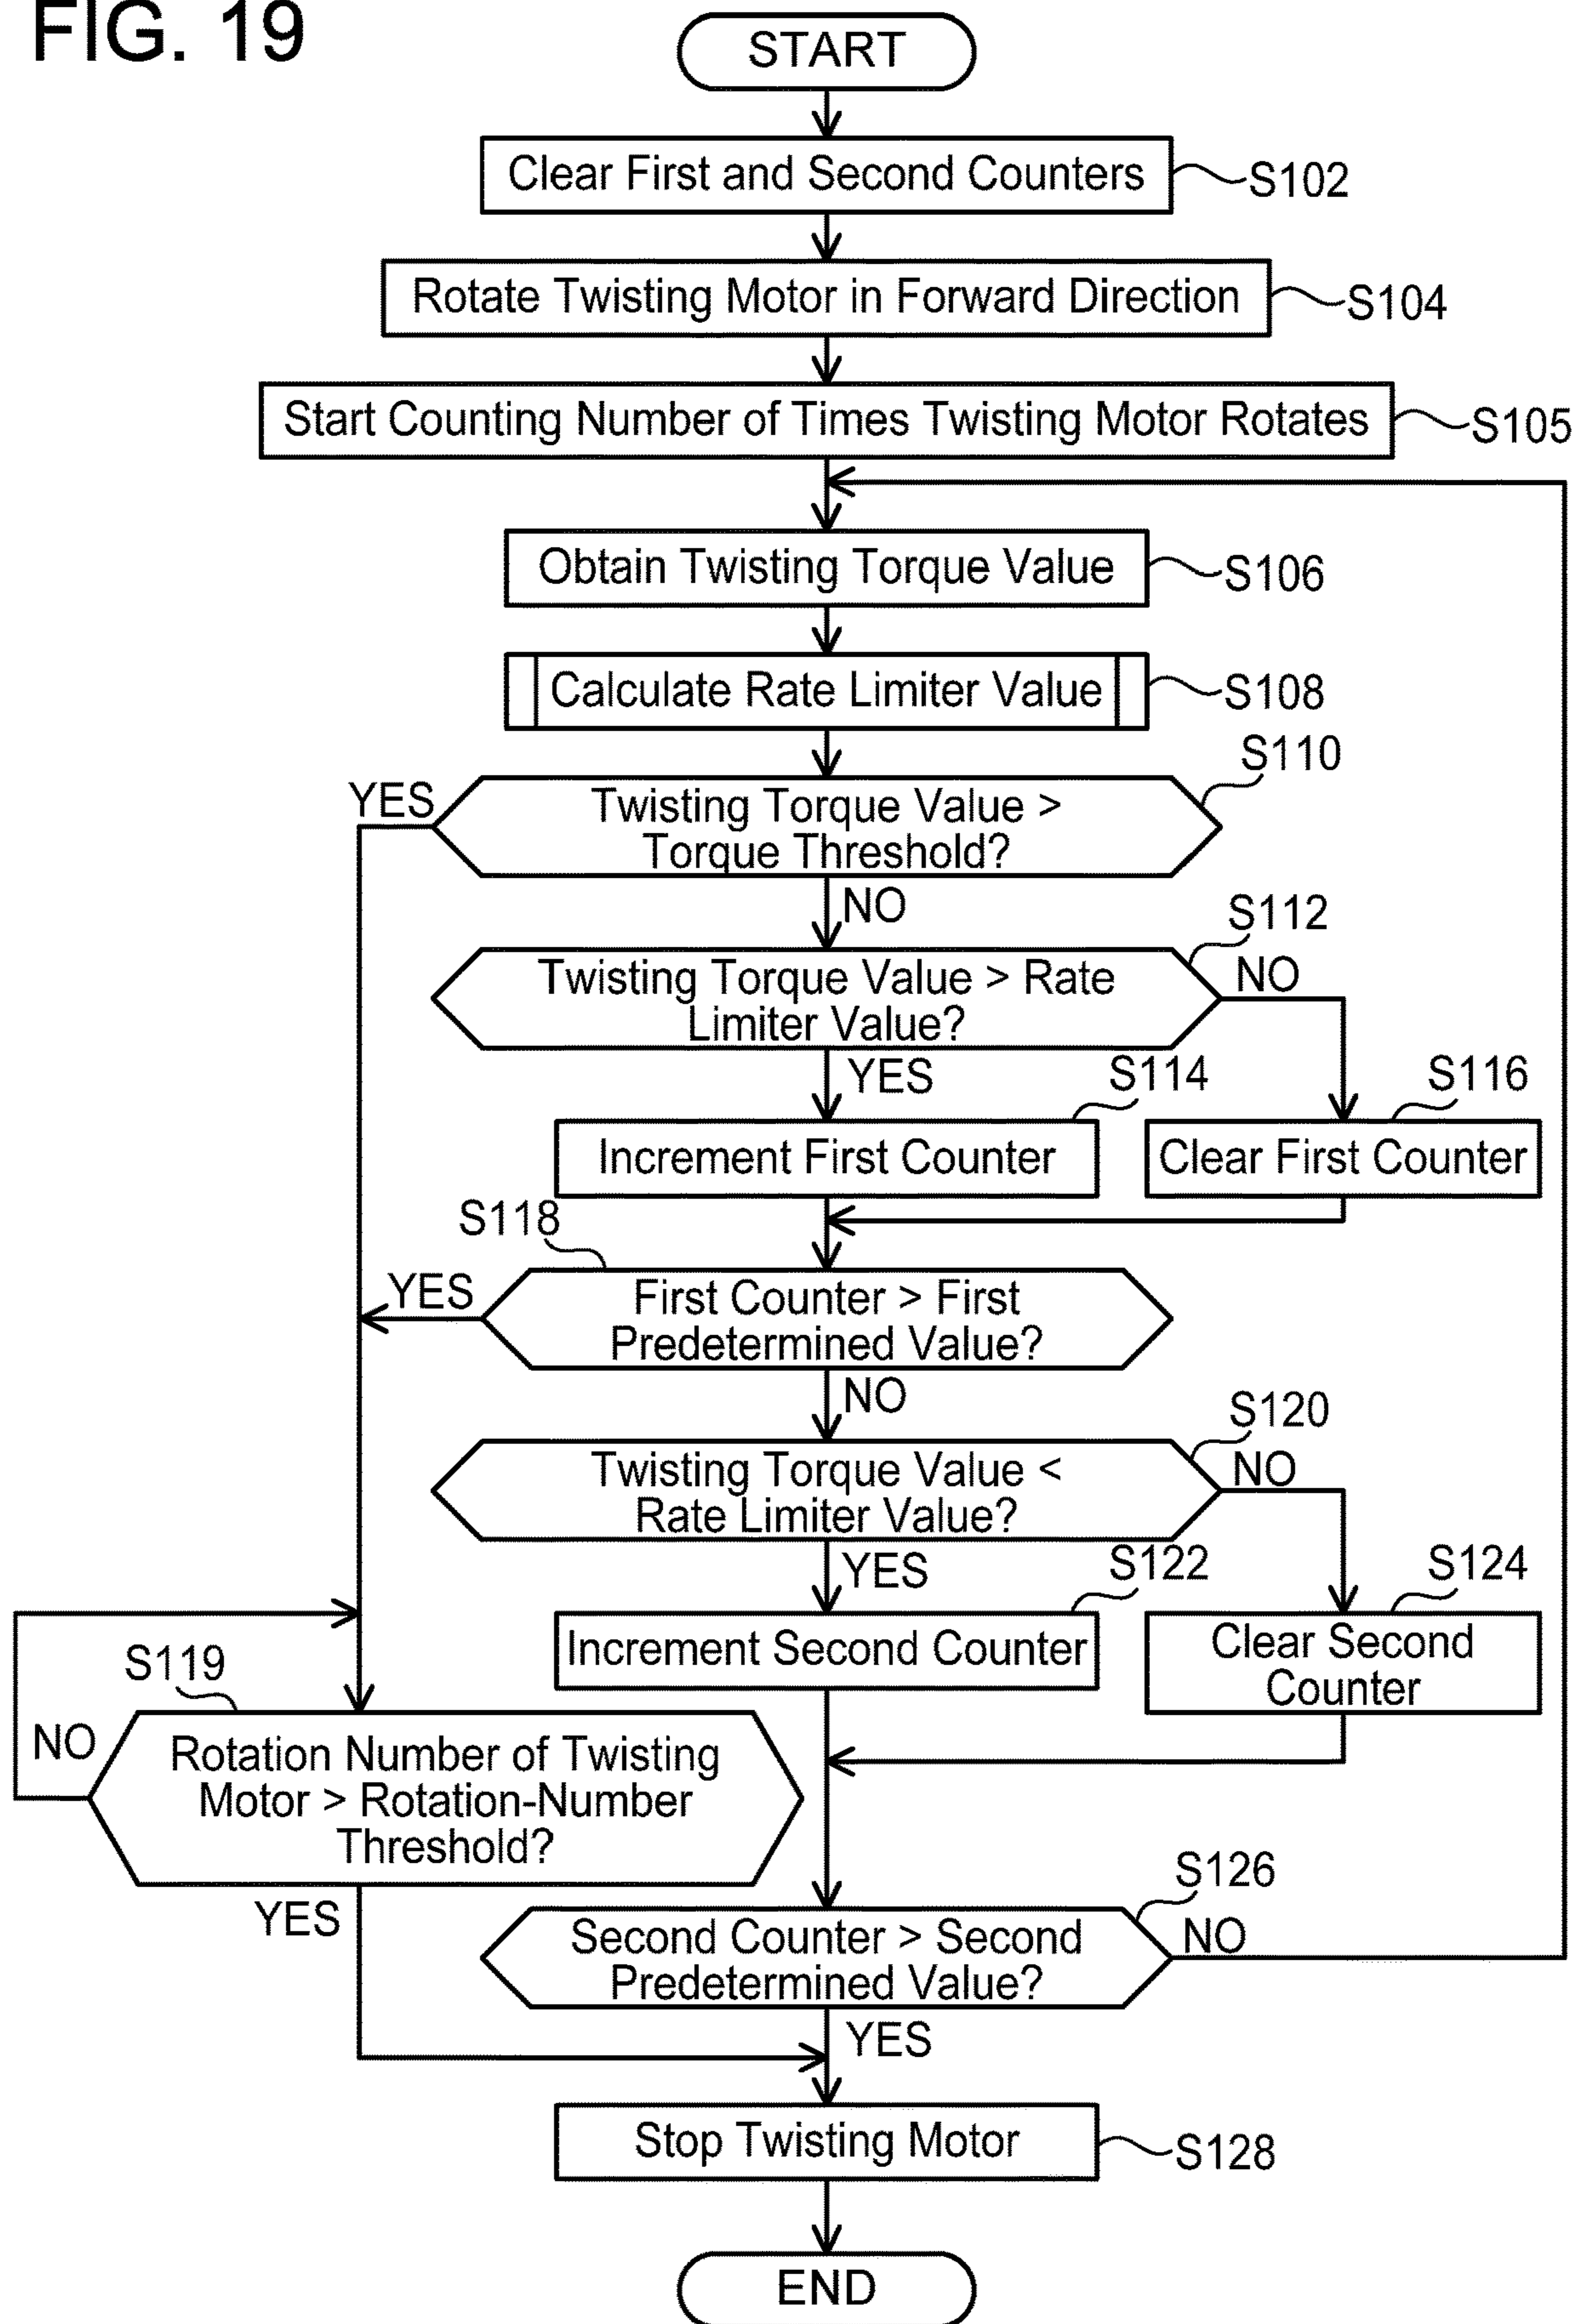 FIG. 19
START
Clear First and Second Counters
S102
Rotate Twisting Motor in Forward Direction
S104
Start Counting Number of Times Twisting Motor Rotates
S105
Obtain Twisting Torque Value
S106
Calculate Rate Limiter Value
S108
S110
YES
Twisting Torque Value >
Torque Threshold?
NO
S112
Twisting Torque Value > Rate
Limiter Value?
NO
YES
S114
S116
Increment First Counter
Clear First Counter
S118
YES
First Counter > First
Predetermined Value?
NO
S120
Twisting Torque Value <
Rate Limiter Value?
NO
YES
S122
S124
Increment Second Counter
Clear Second
Counter
S119
NO
Rotation Number of Twisting
Motor > Rotation-Number
Threshold?
YES
S126
Second Counter > Second
Predetermined Value?
NO
YES
Stop Twisting Motor
S128
END